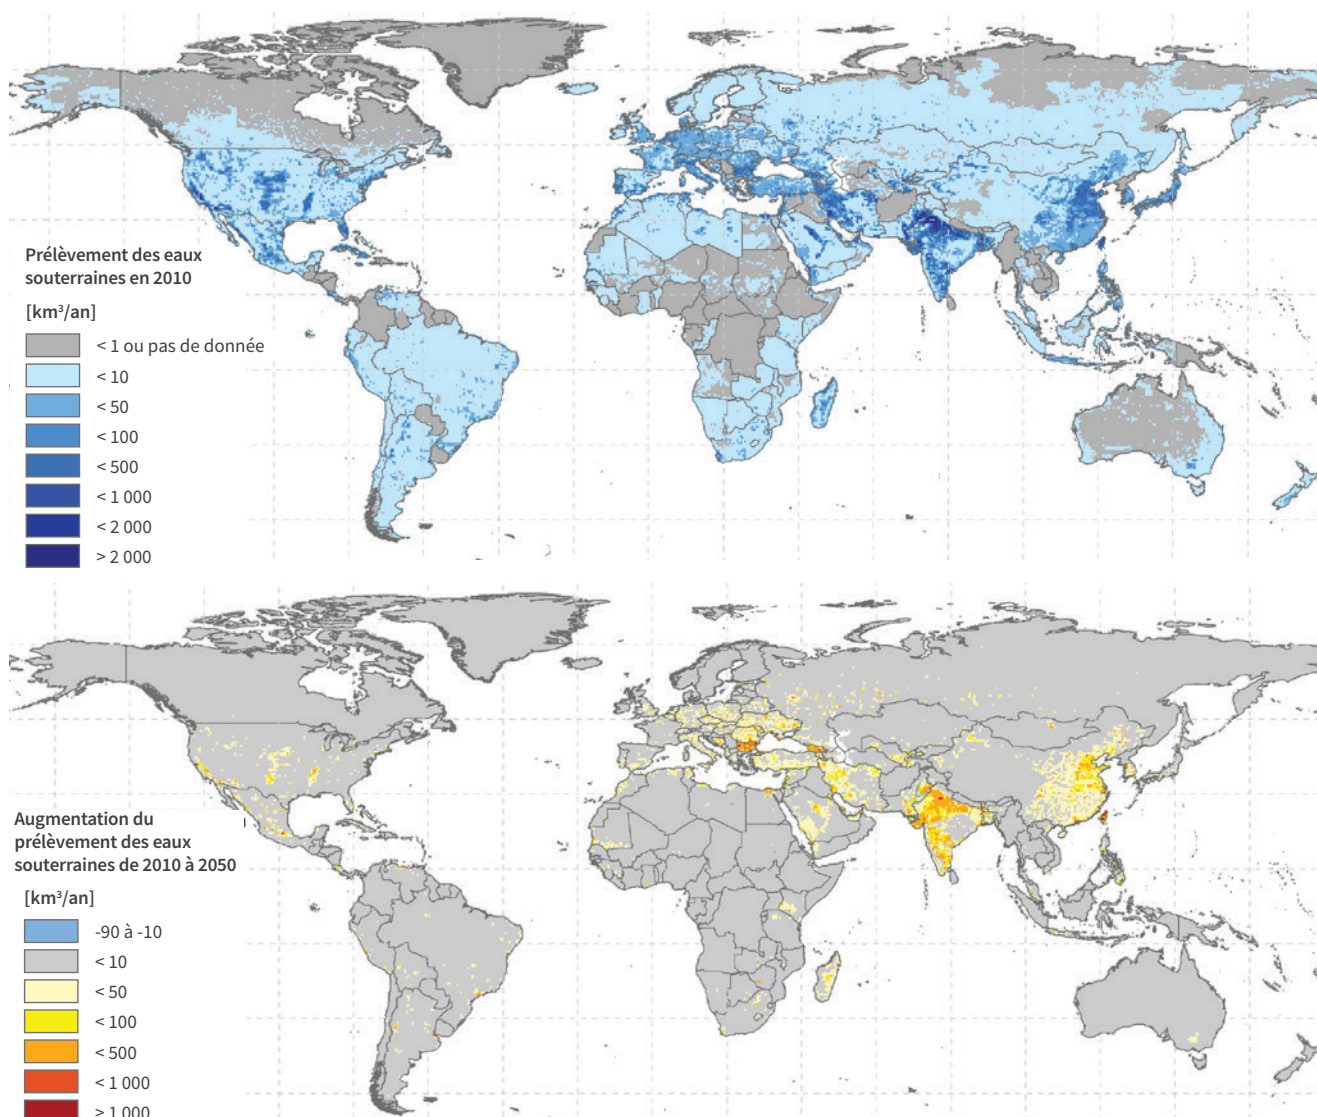 Prélèvement des eaux
souterraines en 2010
[km³/an]
< 1 ou pas de donnée
< 10
< 50
< 100
< 500
< 1 000
< 2 000
> 2 000
Augmentation du
prélèvement des eaux
souterraines de 2010 à 2050
[km³/an]
-90 à -10
< 10
< 50
< 100
< 500
< 1 000
> 1 000